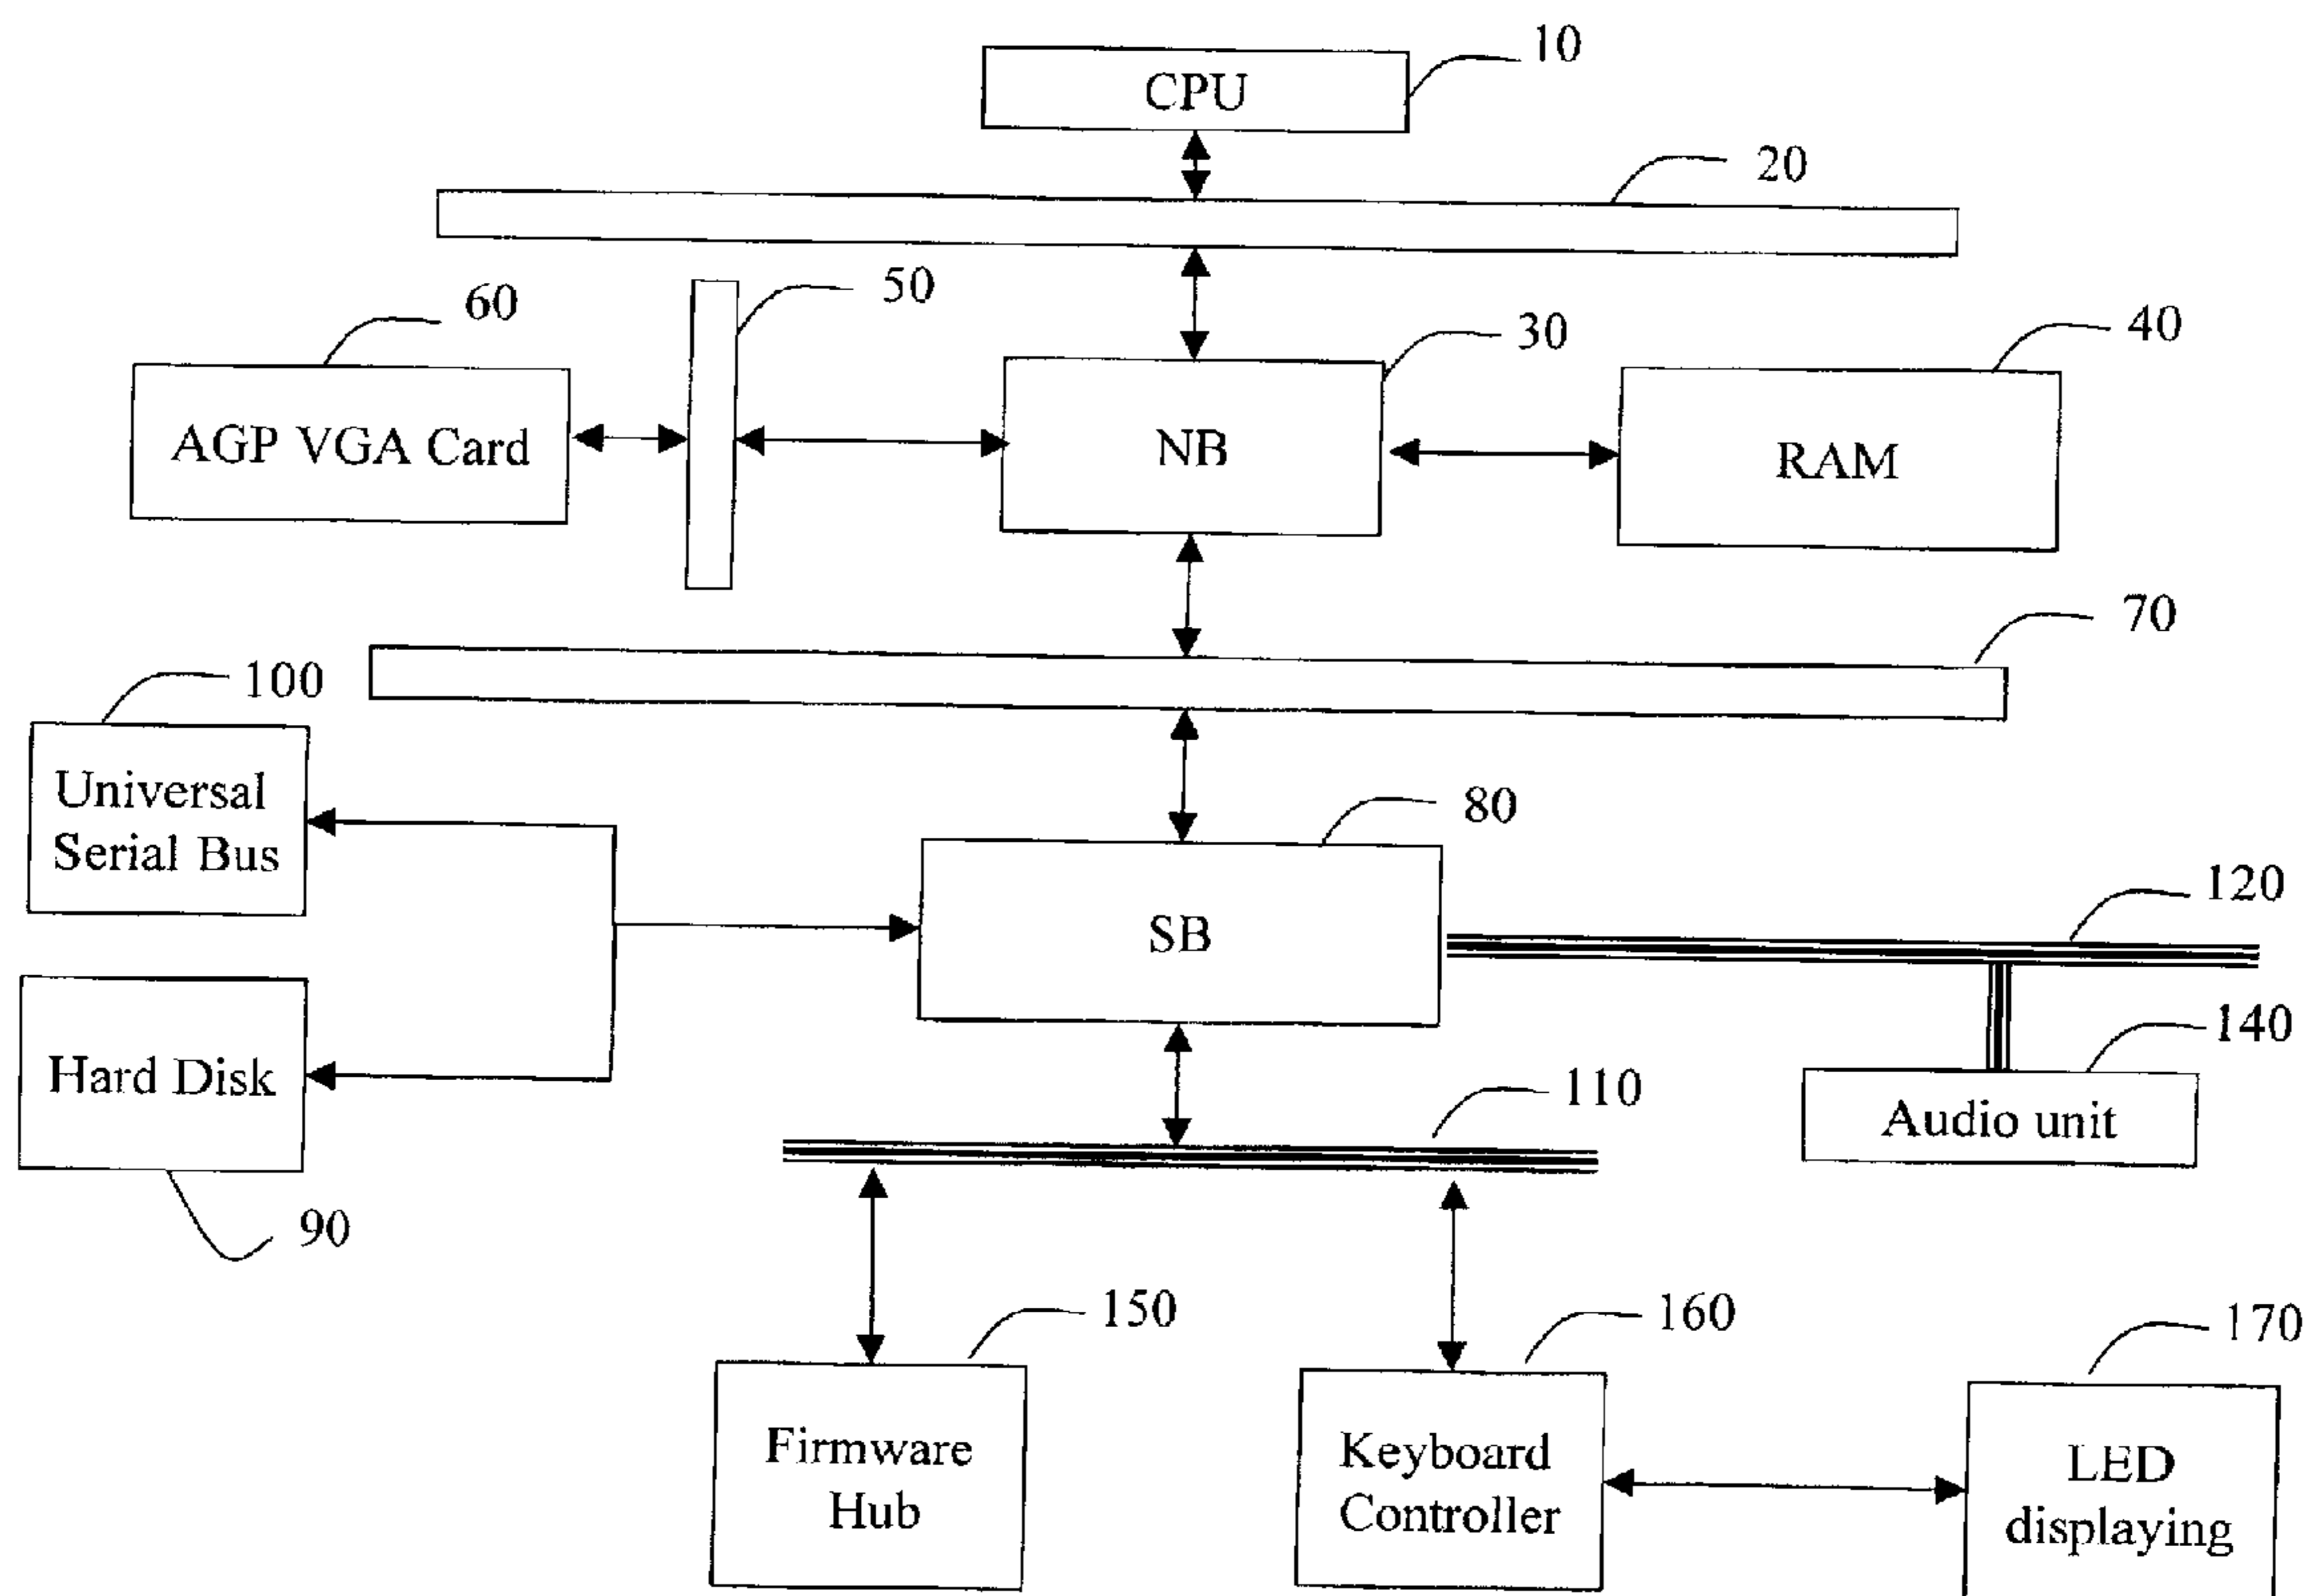 10
CPU
20
60
50
30
40
AGP VGA Card
NB
RAM
70
100
Universal
Serial Bus
80
SB
120
Hard Disk
140
110
Audio unit
90
150
160
170
Firmware
Hub
Keyboard
Controller
LED
displaying